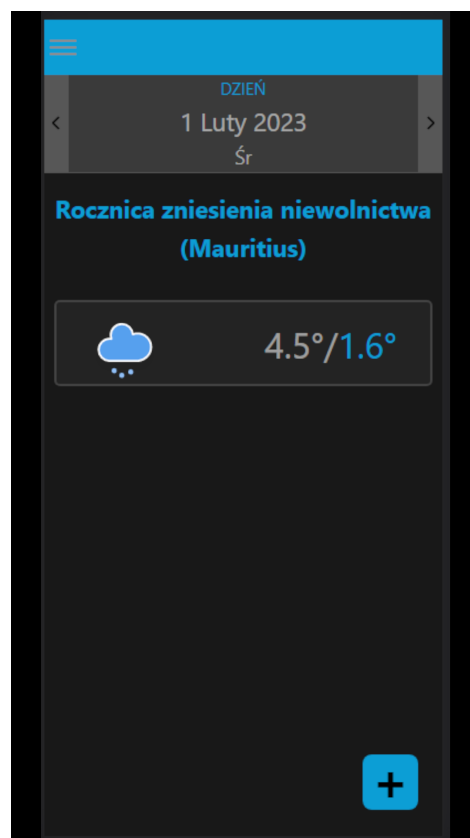 DZIEŃ
1 Luty 2023
Śr
Rocznica zniesienia niewolnictwa
(Mauritius)
4.5°/1.6°
+